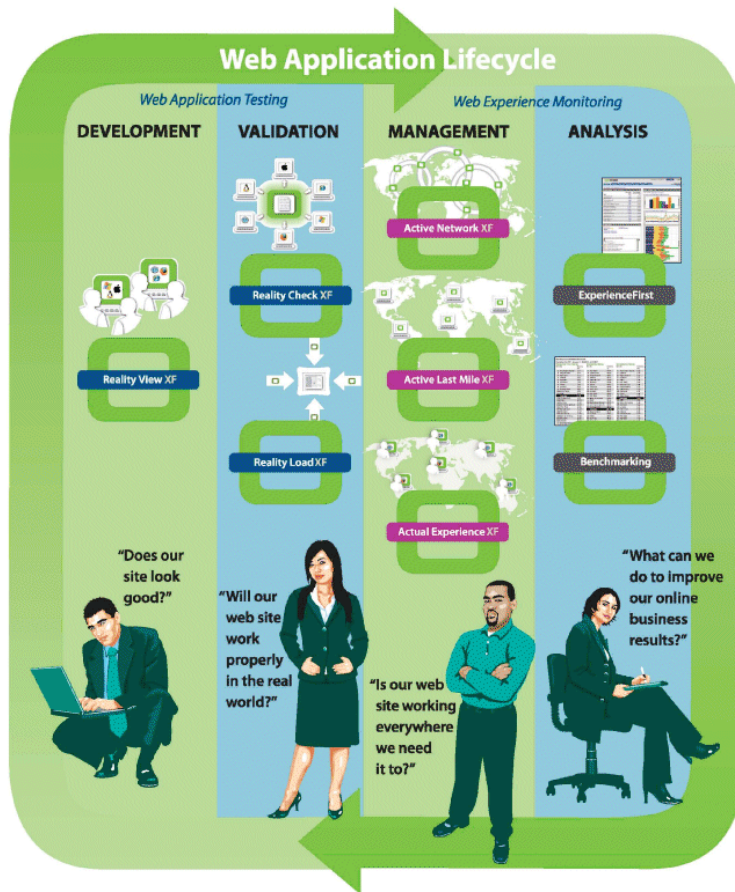 Web Application Lifecycle
Web Application Testing
Web Experience Monitoring
DEVELOPMENT
VALIDATION
MANAGEMENT
ANALYSIS
Reality View XF
Reality Check XF
Reality Load XF
Active Network XF
Active Last Mile XF
Actual Experience XF
ExperienceFirst
Benchmarking
"Does our
site look
good?"
"Will our
web site
work
properly
in the real
world?"
"Is our web
site working
everywhere
we need
it to?"
"What can we
do to improve
our online
business
results?"